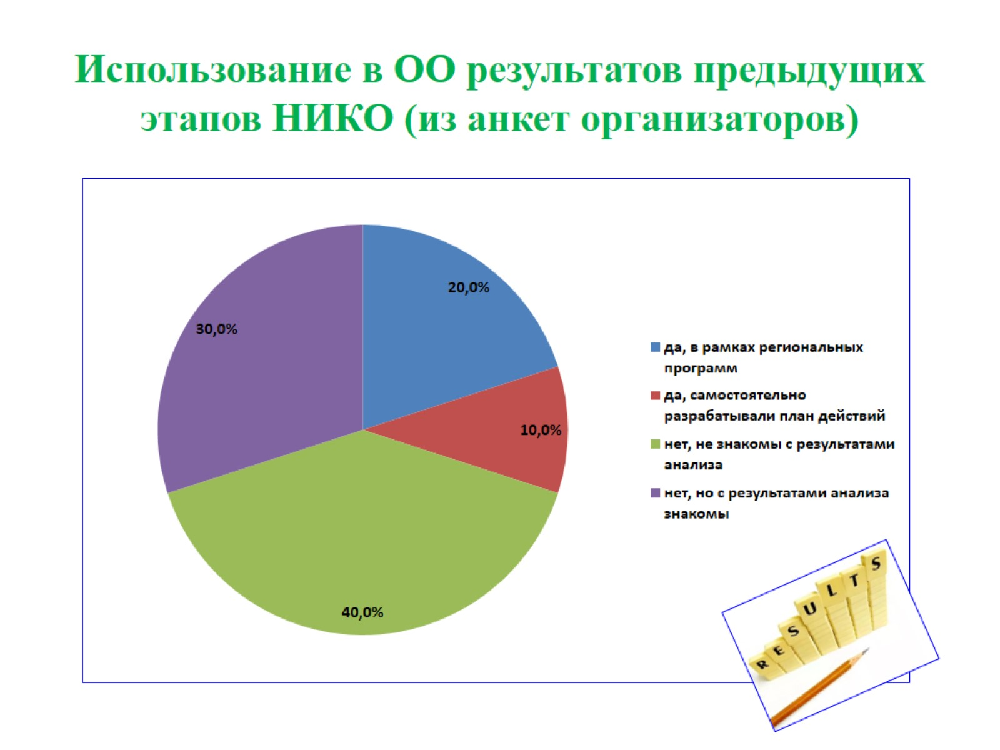 Использование в ОО результатов предыдущих
этапов НИКО (из анкет организаторов)
20,0%
30,0%
10,0%
40,0%
да, в рамках региональных
программ
да, самостоятельно
разрабатывали план действий
нет, не знакомы с результатами
анализа
нет, но с результатами анализа
знакомы
RESULTS